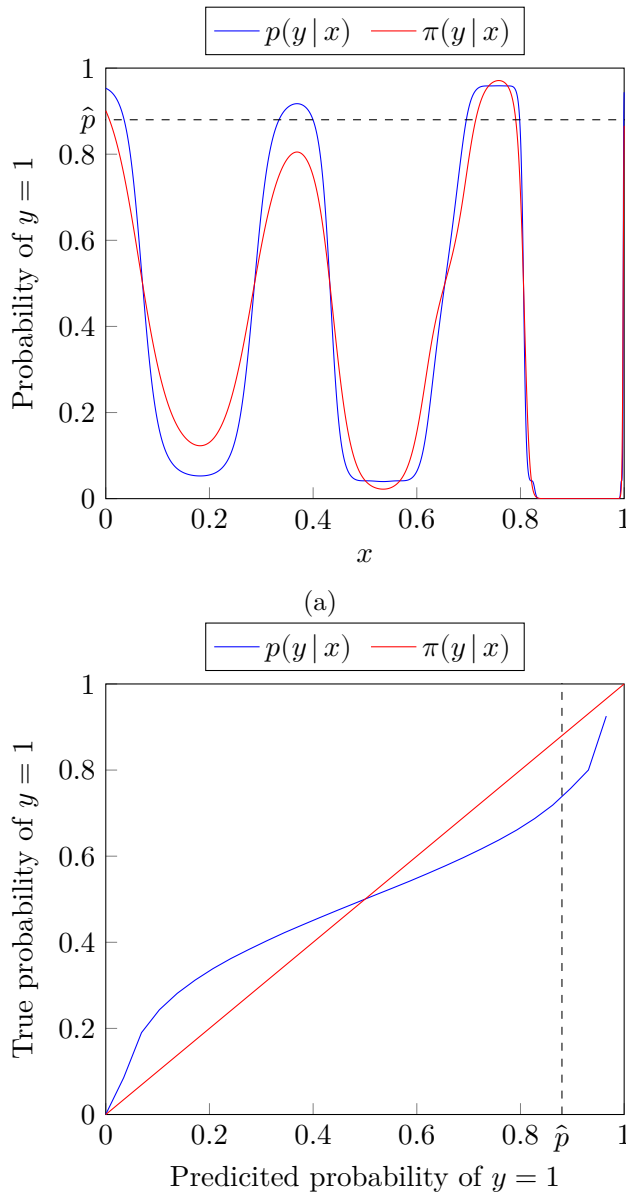 p(y | x) π(y | x)
1
p̂
0.8
0.6
0.4
0.2
0
Probability of y = 1
0 0.2 0.4 0.6 0.8 1
x
(a)
p(y | x) π(y | x)
1
0.8
0.6
0.4
0.2
0
True probability of y = 1
0 0.2 0.4 0.6 0.8 p̂ 1
Predicited probability of y = 1